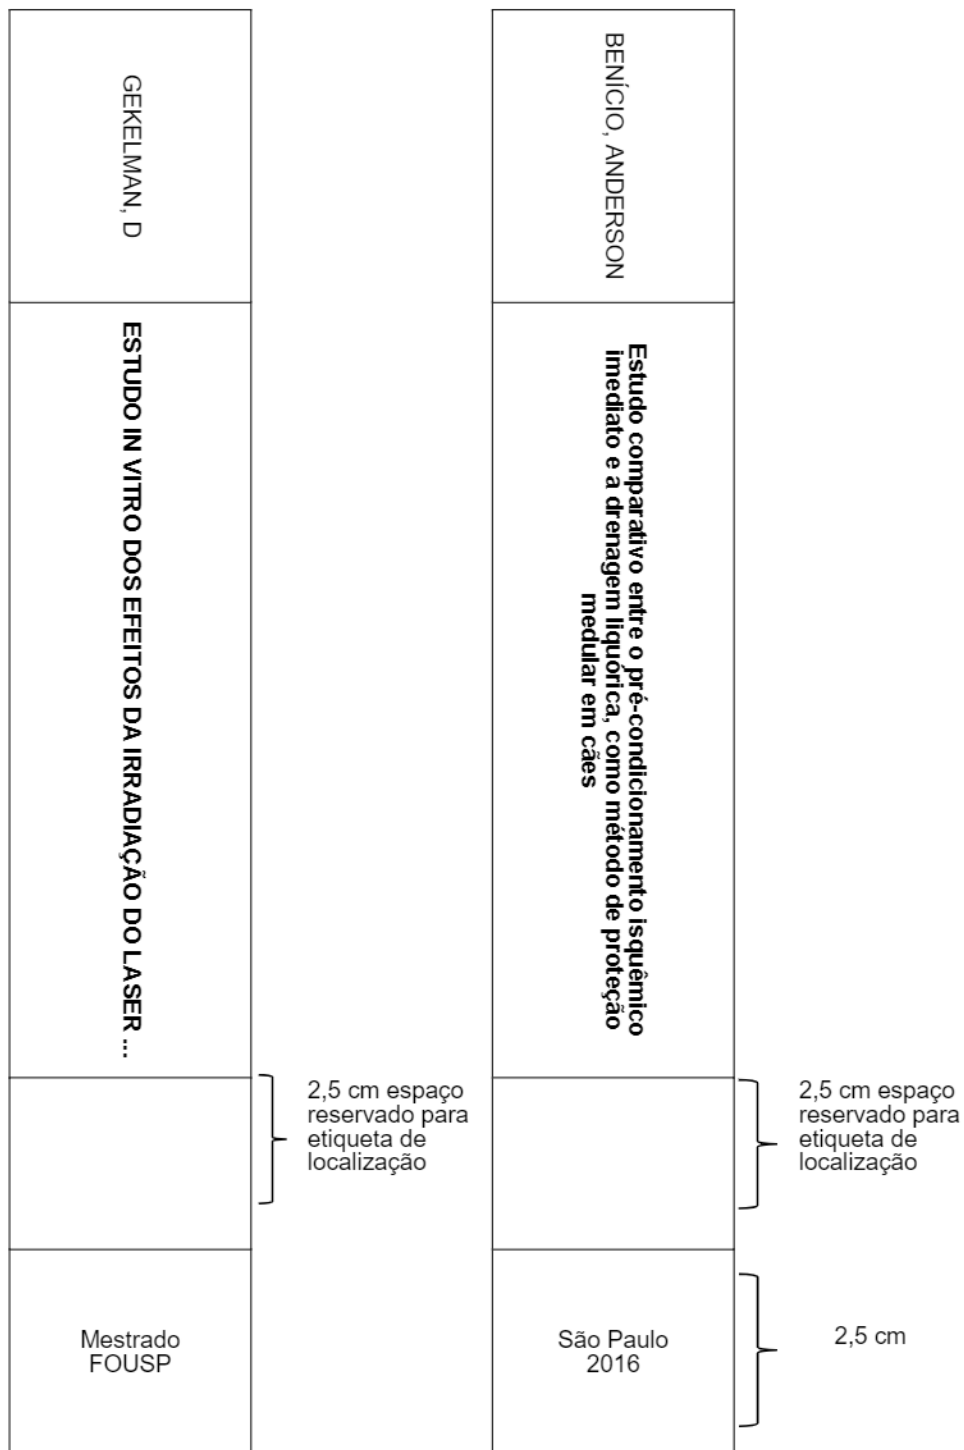 GEKELMAN, D
ESTUDO IN VITRO DOS EFEITOS DA IRRADIAÇÃO DO LASER ...
2,5 cm espaço
reservado para
etiqueta de
localização
Mestrado
FOUSP
BENÍCIO, ANDERSON
Estudo comparativo entre o pré-condicionamento isquêmico
imediato e a drenagem liquórica, como método de proteção
medular em cães
2,5 cm espaço
reservado para
etiqueta de
localização
São Paulo
2016
2,5 cm